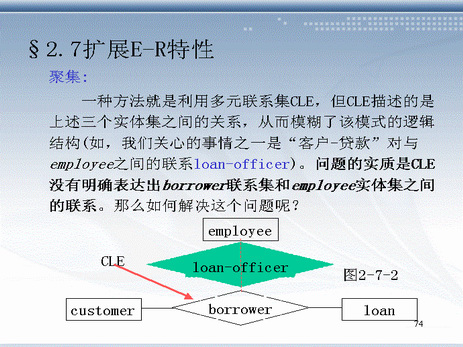 §2.7扩展E-R特性
聚集:
一种方法就是利用多元联系集CLE，但CLE描述的是
上述三个实体集之间的关系，从而模糊了该模式的逻辑
结构(如，我们关心的事情之一是“客户-贷款”对与
employee之间的联系loan-officer)。问题的实质是CLE
没有明确表达出borrower联系集和employee实体集之间
的联系。那么如何解决这个问题呢？
employee
CLE
loan-officer
图2-7-2
customer
borrower
loan
74